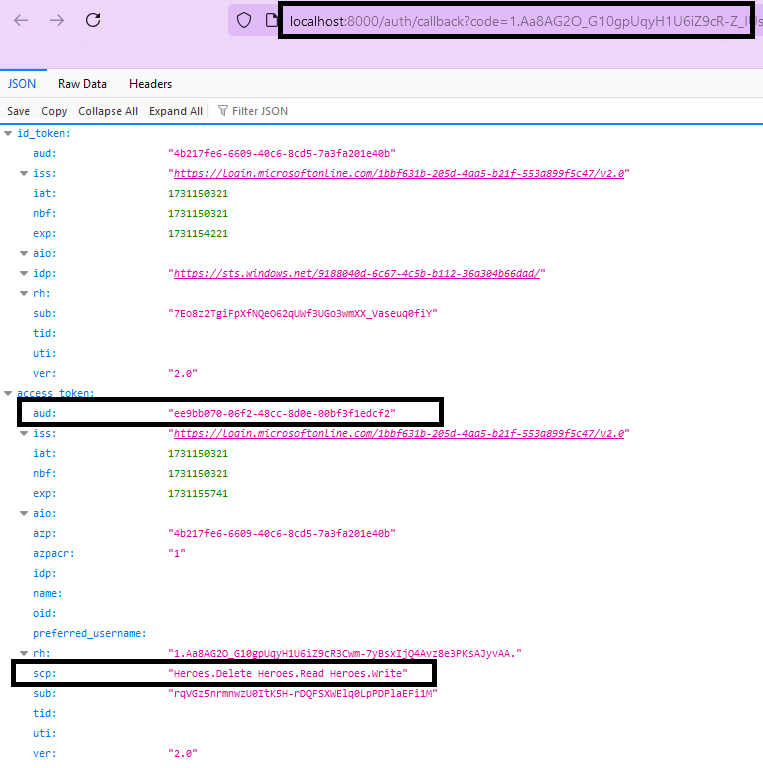 localhost:8000/auth/callback?code=1.Aa8AG2O_G10gpUqyH1U6iZ9cR-Z_IUs
JSON Raw Data Headers
Save Copy Collapse All Expand All Filter JSON
id_token:
aud: "4b217fe6-6609-40c6-8cd5-7a3fa201e40b"
iss: "https://login.microsoftonline.com/1bbf631b-205d-4aa5-b21f-553a899f5c47/v2.0"
iat: 1731150321
nbf: 1731150321
exp: 1731154221
aio:
idp: "https://sts.windows.net/9188040d-6c67-4c5b-b112-36a304b66dad/"
rh:
sub: "7Eo8z2TgiFpXfNQeO62qUWf3UGo3wmXX_Vaseuq0fiY"
tid:
uti:
ver: "2.0"
access_token:
aud: "ee9bb070-06f2-48cc-8d0e-00bf3f1edcf2"
iss: "https://login.microsoftonline.com/1bbf631b-205d-4aa5-b21f-553a899f5c47/v2.0"
iat: 1731150321
nbf: 1731150321
exp: 1731155741
aio:
azp: "4b217fe6-6609-40c6-8cd5-7a3fa201e40b"
azpacr: "1"
idp:
name:
oid:
preferred_username:
rh: "1.Aa8AG2O_G10gpUqyH1U6iZ9cR3Cwm-7yBsxIjQ4Avz8e3PKsAJyvAA."
scp: "Heroes.Delete Heroes.Read Heroes.Write"
sub: "rqVGz5nrmnwzU0ItK5H-rDQFSXWElq0LpPDPlaEFi1M"
tid:
uti:
ver: "2.0"